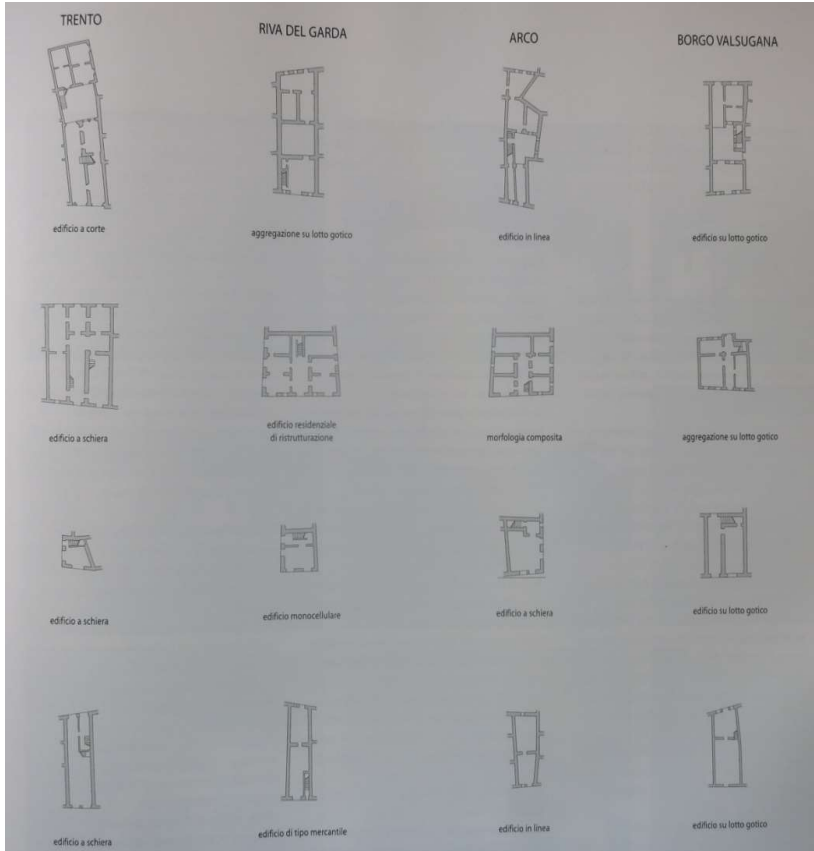 TRENTO
RIVA DEL GARDA
ARCO
BORGO VALSUGANA
edificio a corte
aggregazione su lotto gotico
edificio in linea
edificio su lotto gotico
edificio a schiera
edificio residenziale
di ristrutturazione
morfologia composita
aggregazione su lotto gotico
edificio a schiera
edificio monocellulare
edificio a schiera
edificio su lotto gotico
edificio a schiera
edificio di tipo mercantile
edificio in linea
edificio su lotto gotico